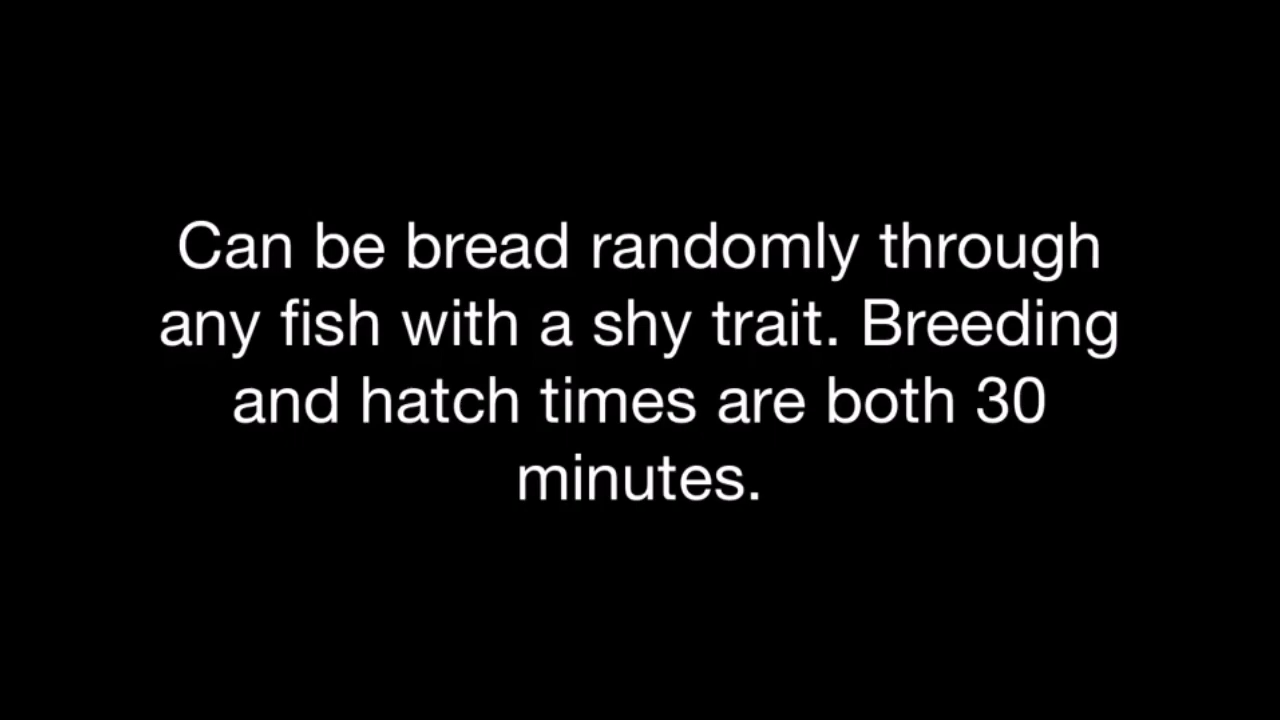 Can be bread randomly through
any fish with a shy trait. Breeding
and hatch times are both 30
minutes.